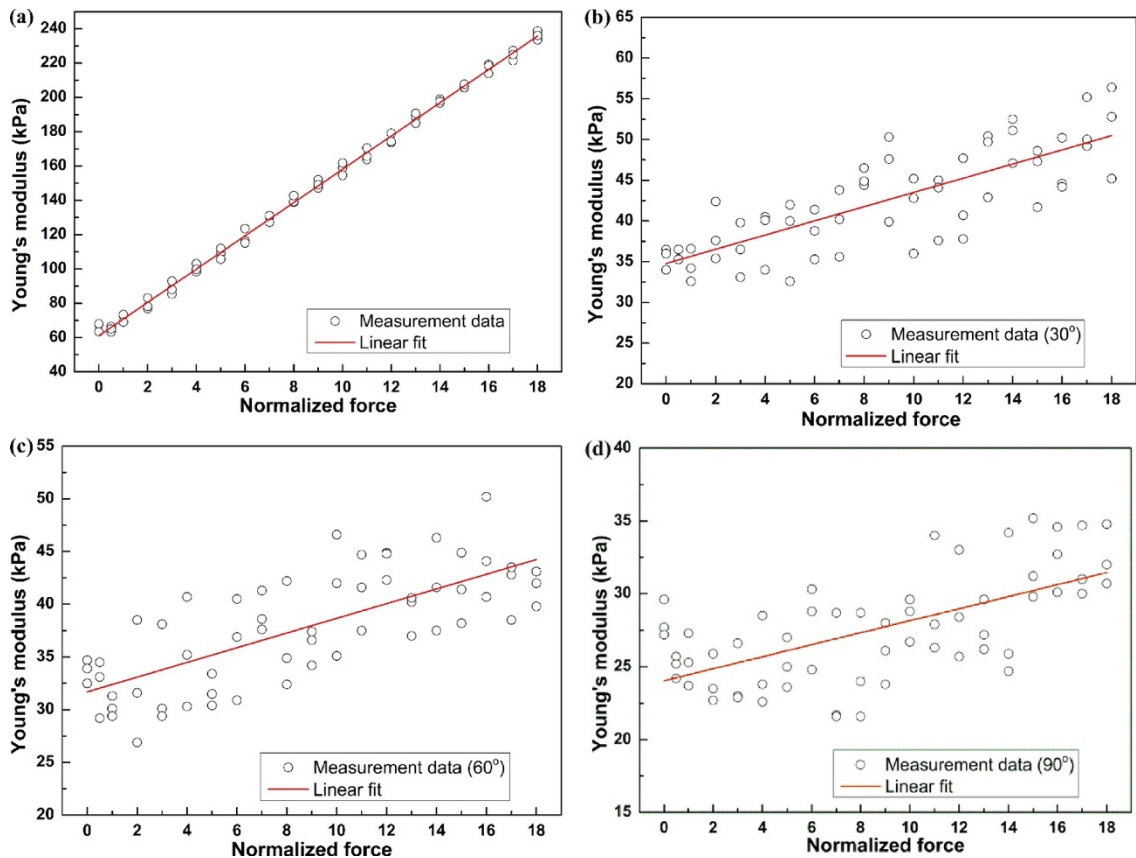 (a)
240
220
200
180
160
140
120
100
80
60
40
Young's modulus (kPa)
Measurement data
Linear fit
0 2 4 6 8 10 12 14 16 18
Normalized force
(b)
65
60
55
50
45
40
35
30
25
20
Young's modulus (kPa)
Measurement data (30°)
Linear fit
0 2 4 6 8 10 12 14 16 18
Normalized force
(c)
55
50
45
40
35
30
25
20
Young's modulus (kPa)
Measurement data (60°)
Linear fit
0 2 4 6 8 10 12 14 16 18
Normalized force
(d)
40
35
30
25
20
15
Young's modulus (kPa)
Measurement data (90°)
Linear fit
0 2 4 6 8 10 12 14 16 18
Normalized force